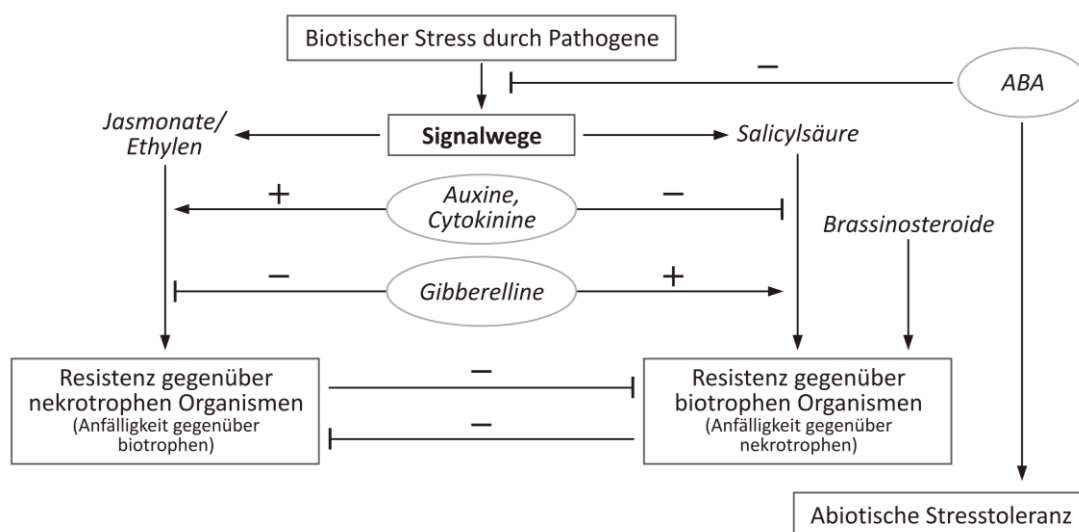 Biotischer Stress durch Pathogene
−
ABA
Jasmonate/
Ethylen
Signalwege
Salicylsäure
+
Auxine,
Cytokinine
−
Brassinosteroide
−
Gibberelline
+
Resistenz gegenüber
nekrotrophen Organismen
(Anfälligkeit gegenüber
biotrophen)
−
−
Resistenz gegenüber
biotrophen Organismen
(Anfälligkeit gegenüber
nekrotrophen)
Abiotische Stresstoleranz